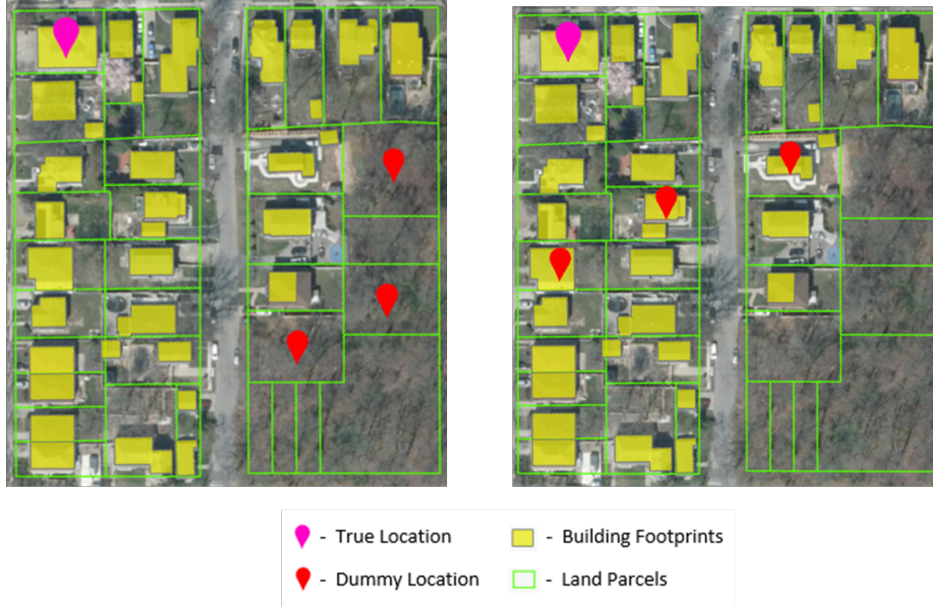 - True Location
- Building Footprints
- Dummy Location
- Land Parcels